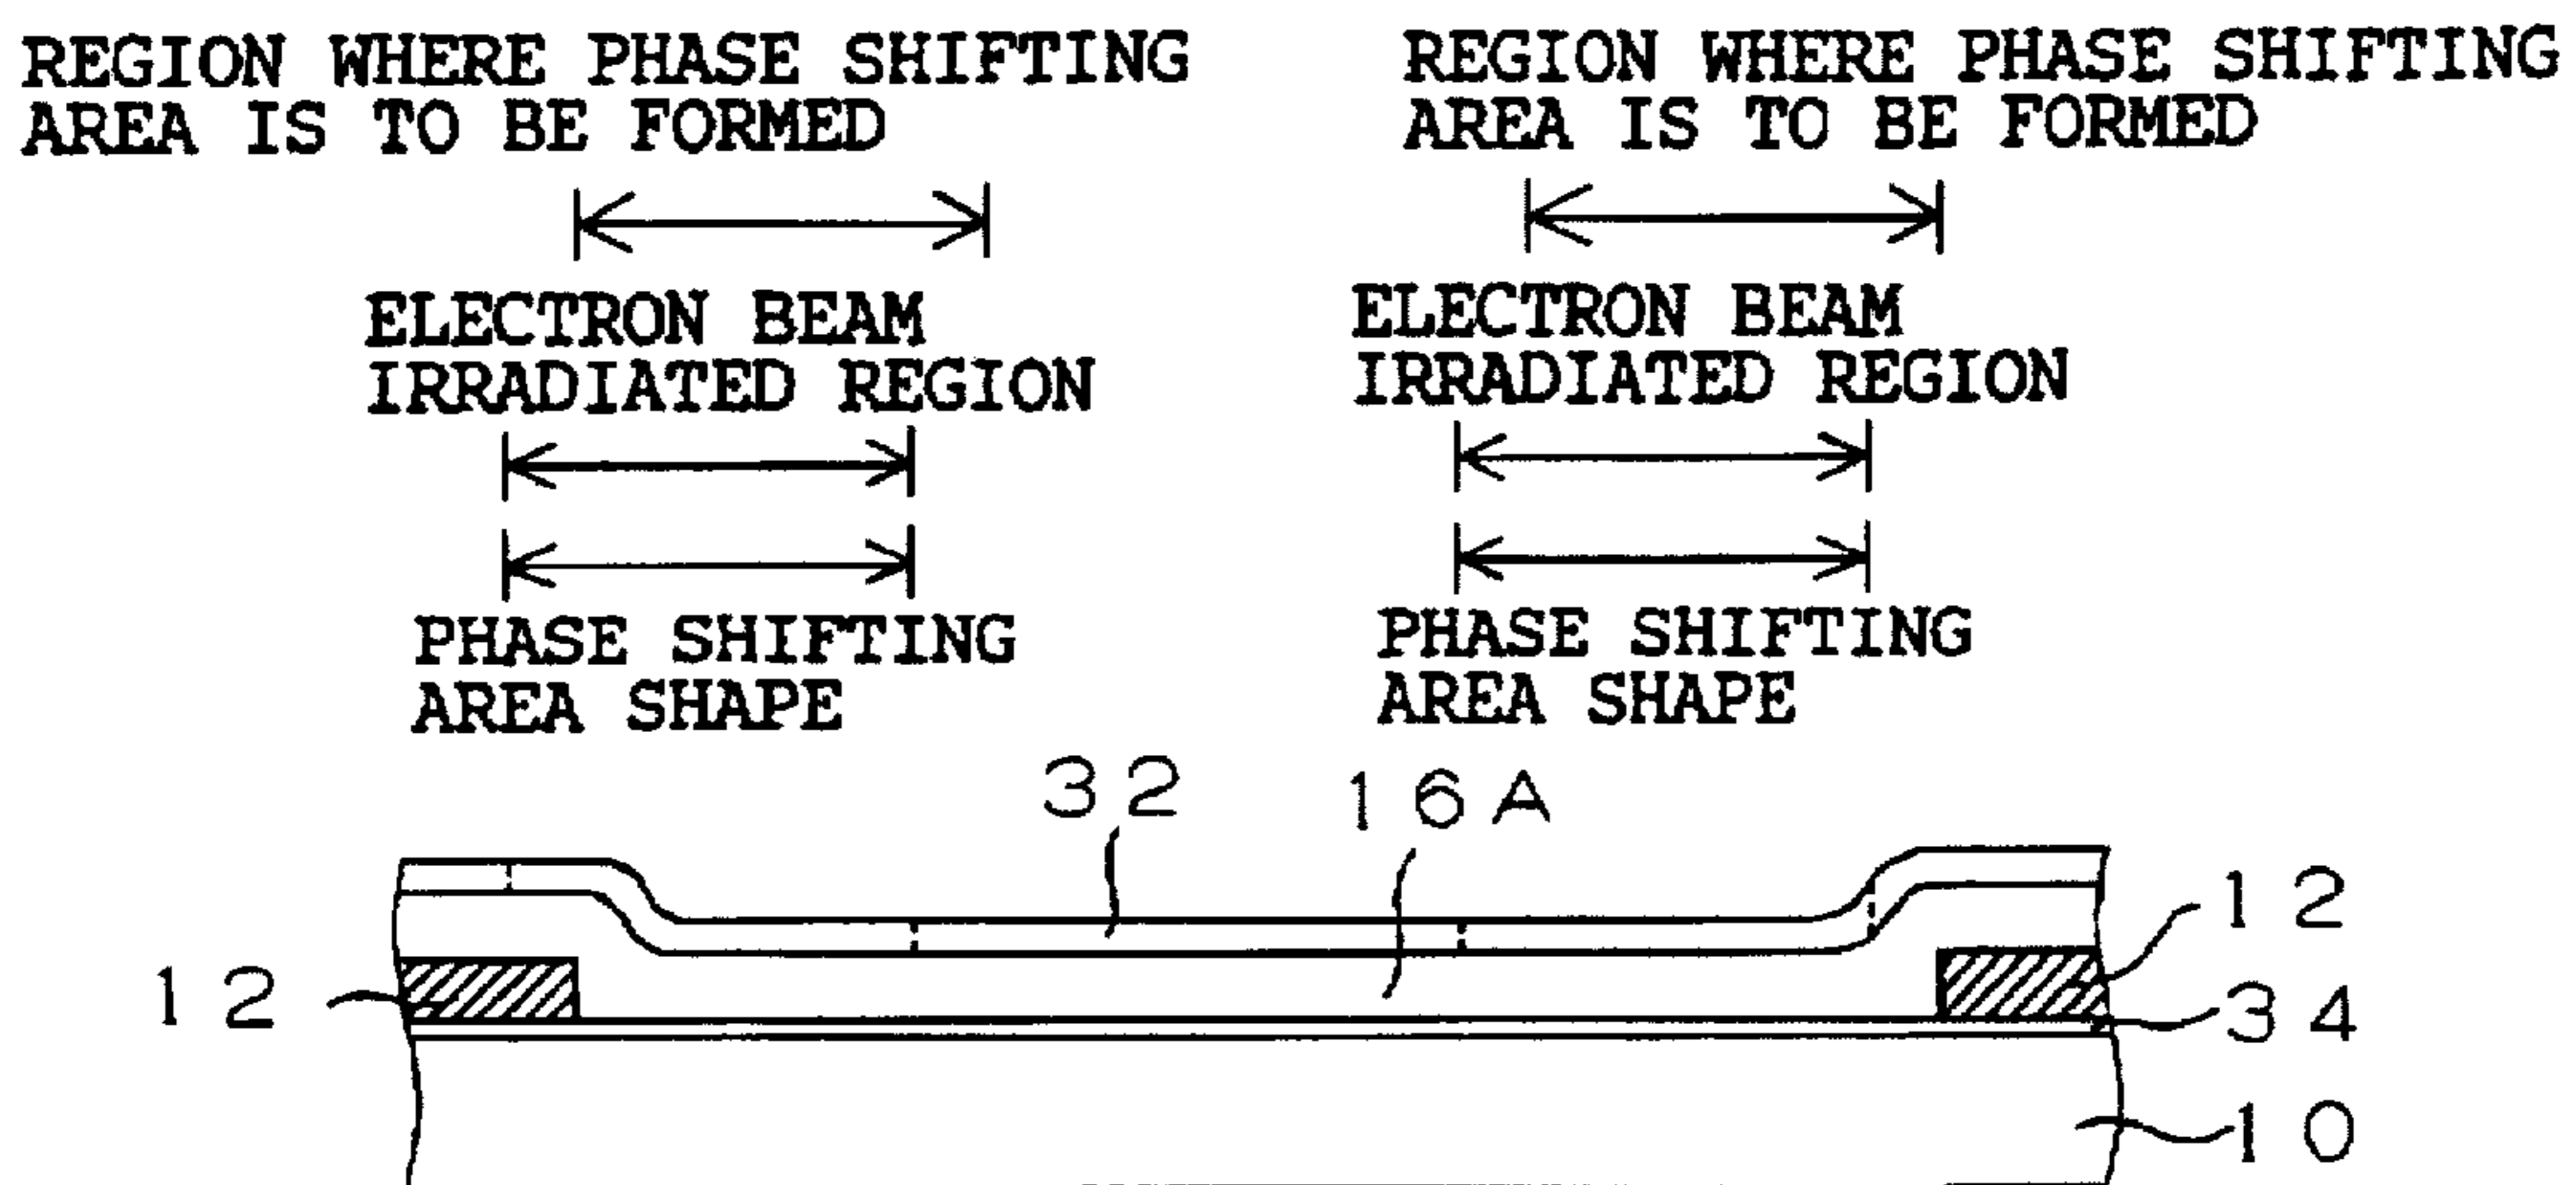 REGION WHERE PHASE SHIFTING
AREA IS TO BE FORMED
REGION WHERE PHASE SHIFTING
AREA IS TO BE FORMED
ELECTRON BEAM
IRRADIATED REGION
ELECTRON BEAM
IRRADIATED REGION
PHASE SHIFTING
AREA SHAPE
PHASE SHIFTING
AREA SHAPE
32
16A
12
12
34
10